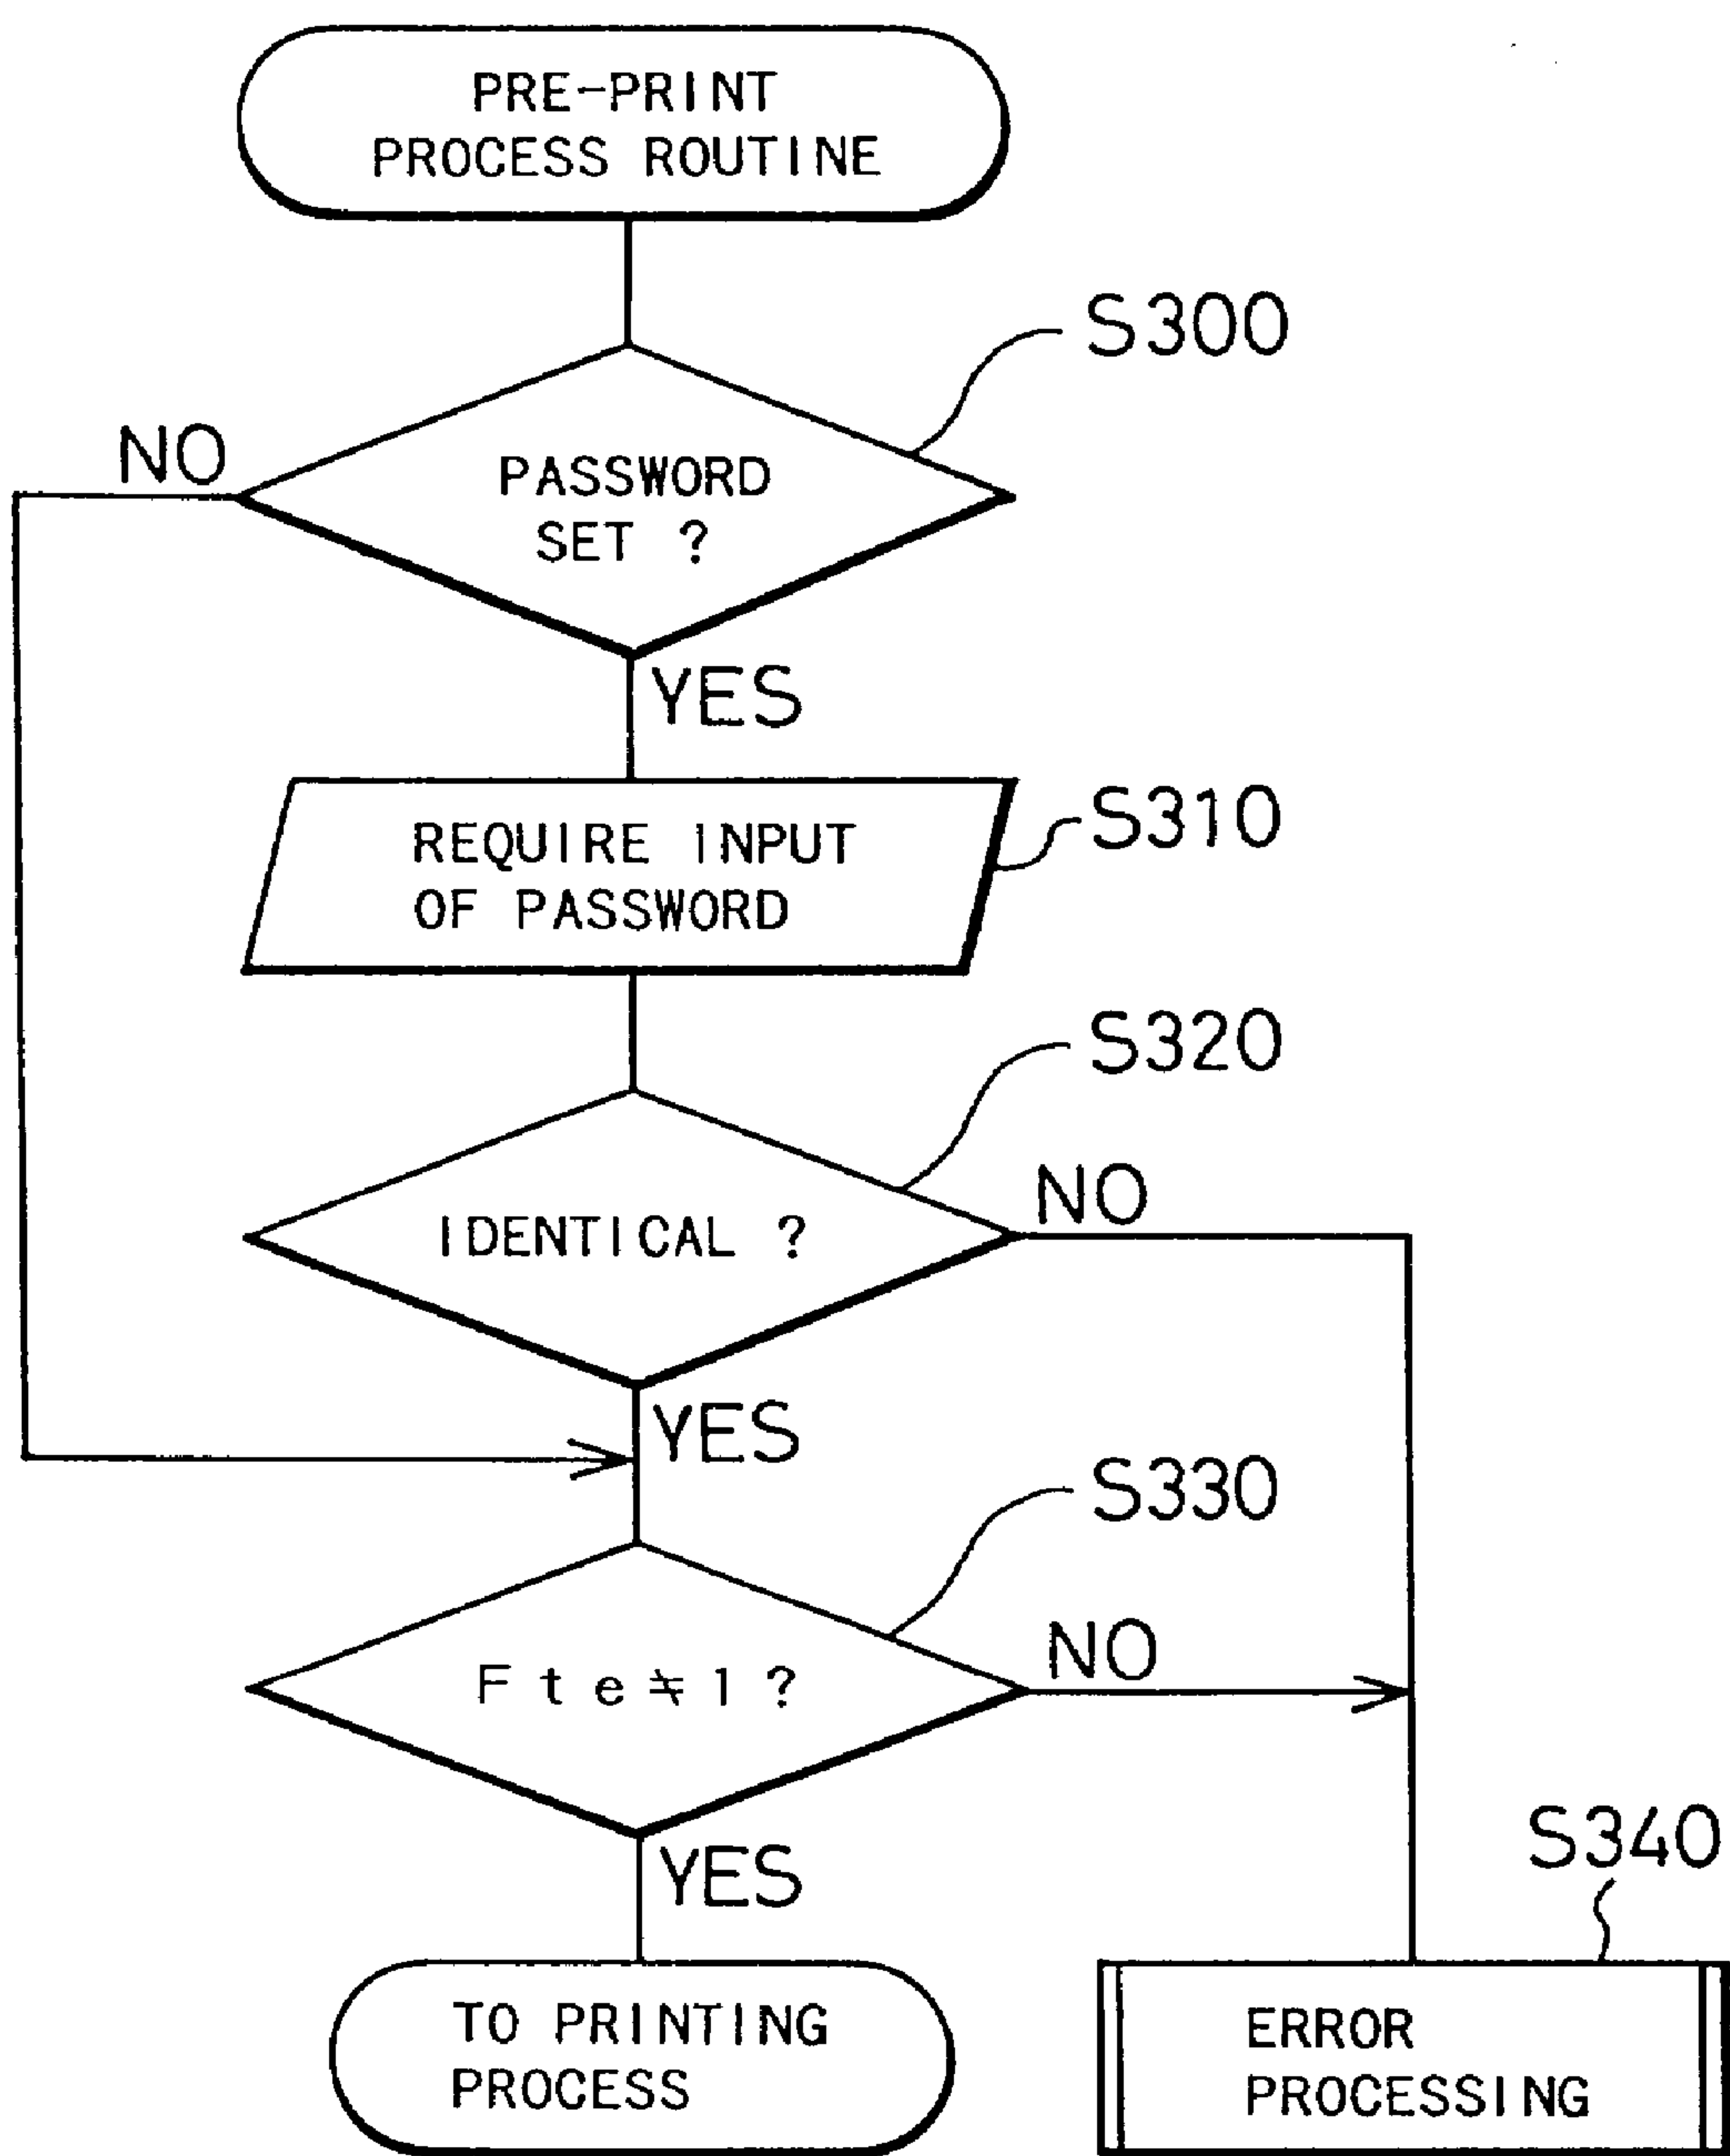 PRE-PRINT
PROCESS ROUTINE
S300
NO
PASSWORD
SET ?
YES
REQUIRE INPUT
OF PASSWORD
S310
S320
IDENTICAL ?
NO
YES
S330
Fte≒1?
NO
YES
S340
TO PRINTING
PROCESS
ERROR
PROCESSING